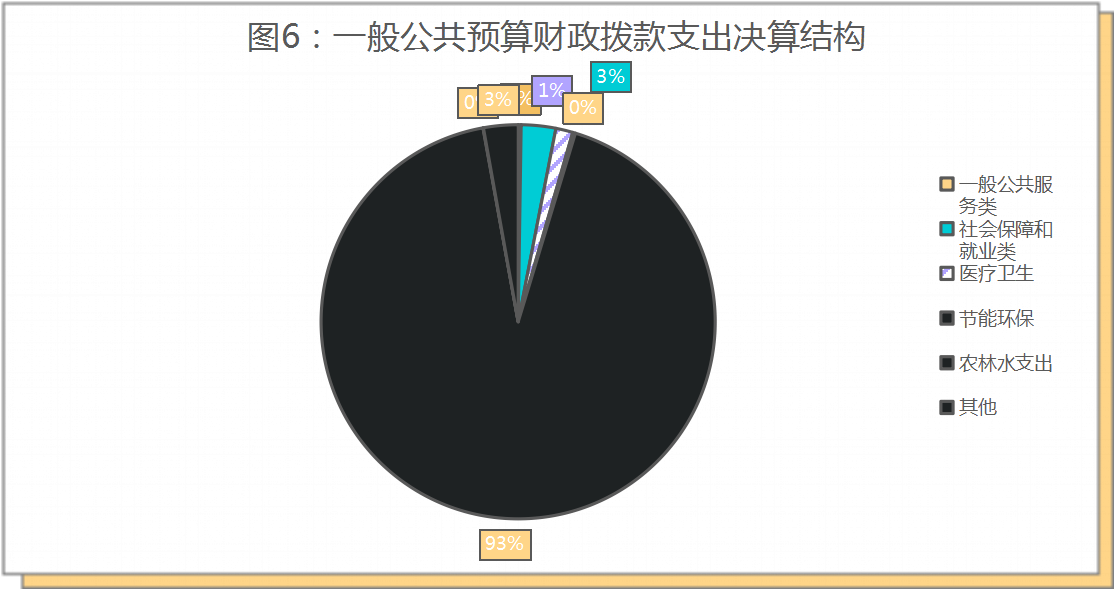 图6：一般公共预算财政拨款支出决算结构
3%
1%
0
3%
%
0%
一般公共服
务类
社会保障和
就业类
医疗卫生
节能环保
农林水支出
其他
93%